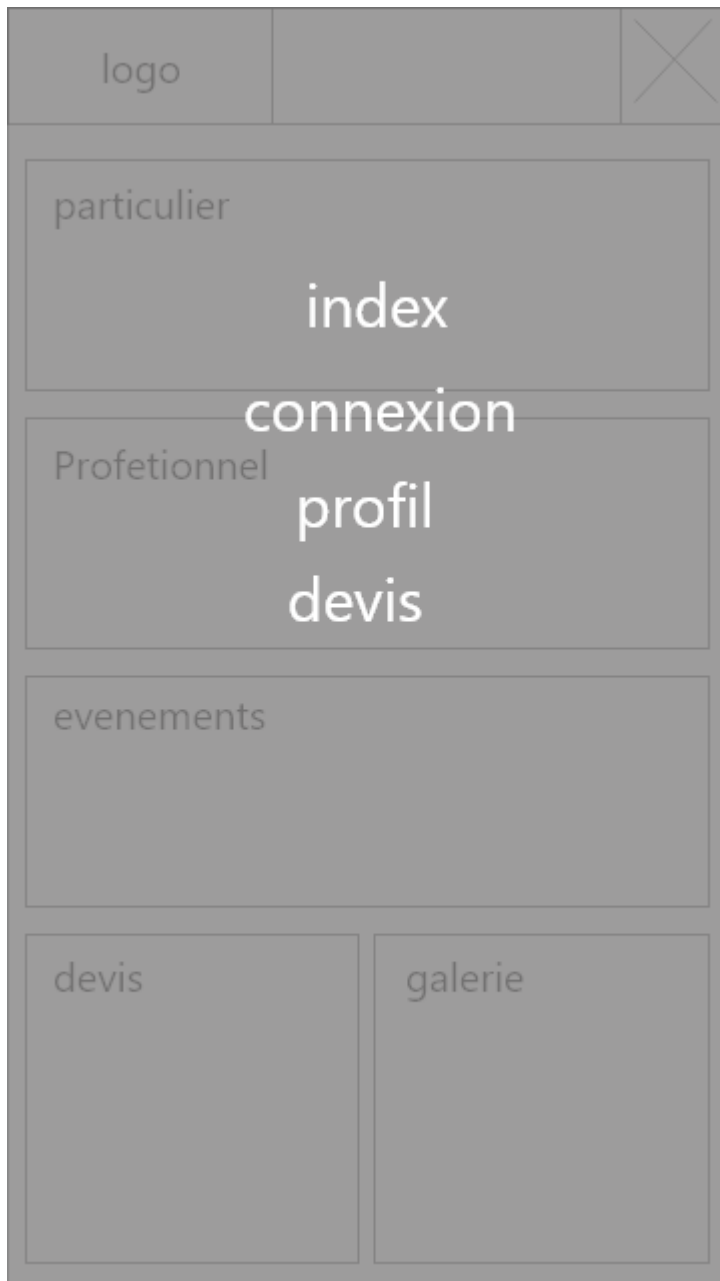 logo
particulier
index
connexion
Profetionnel
profil
devis
evenements
devis
galerie